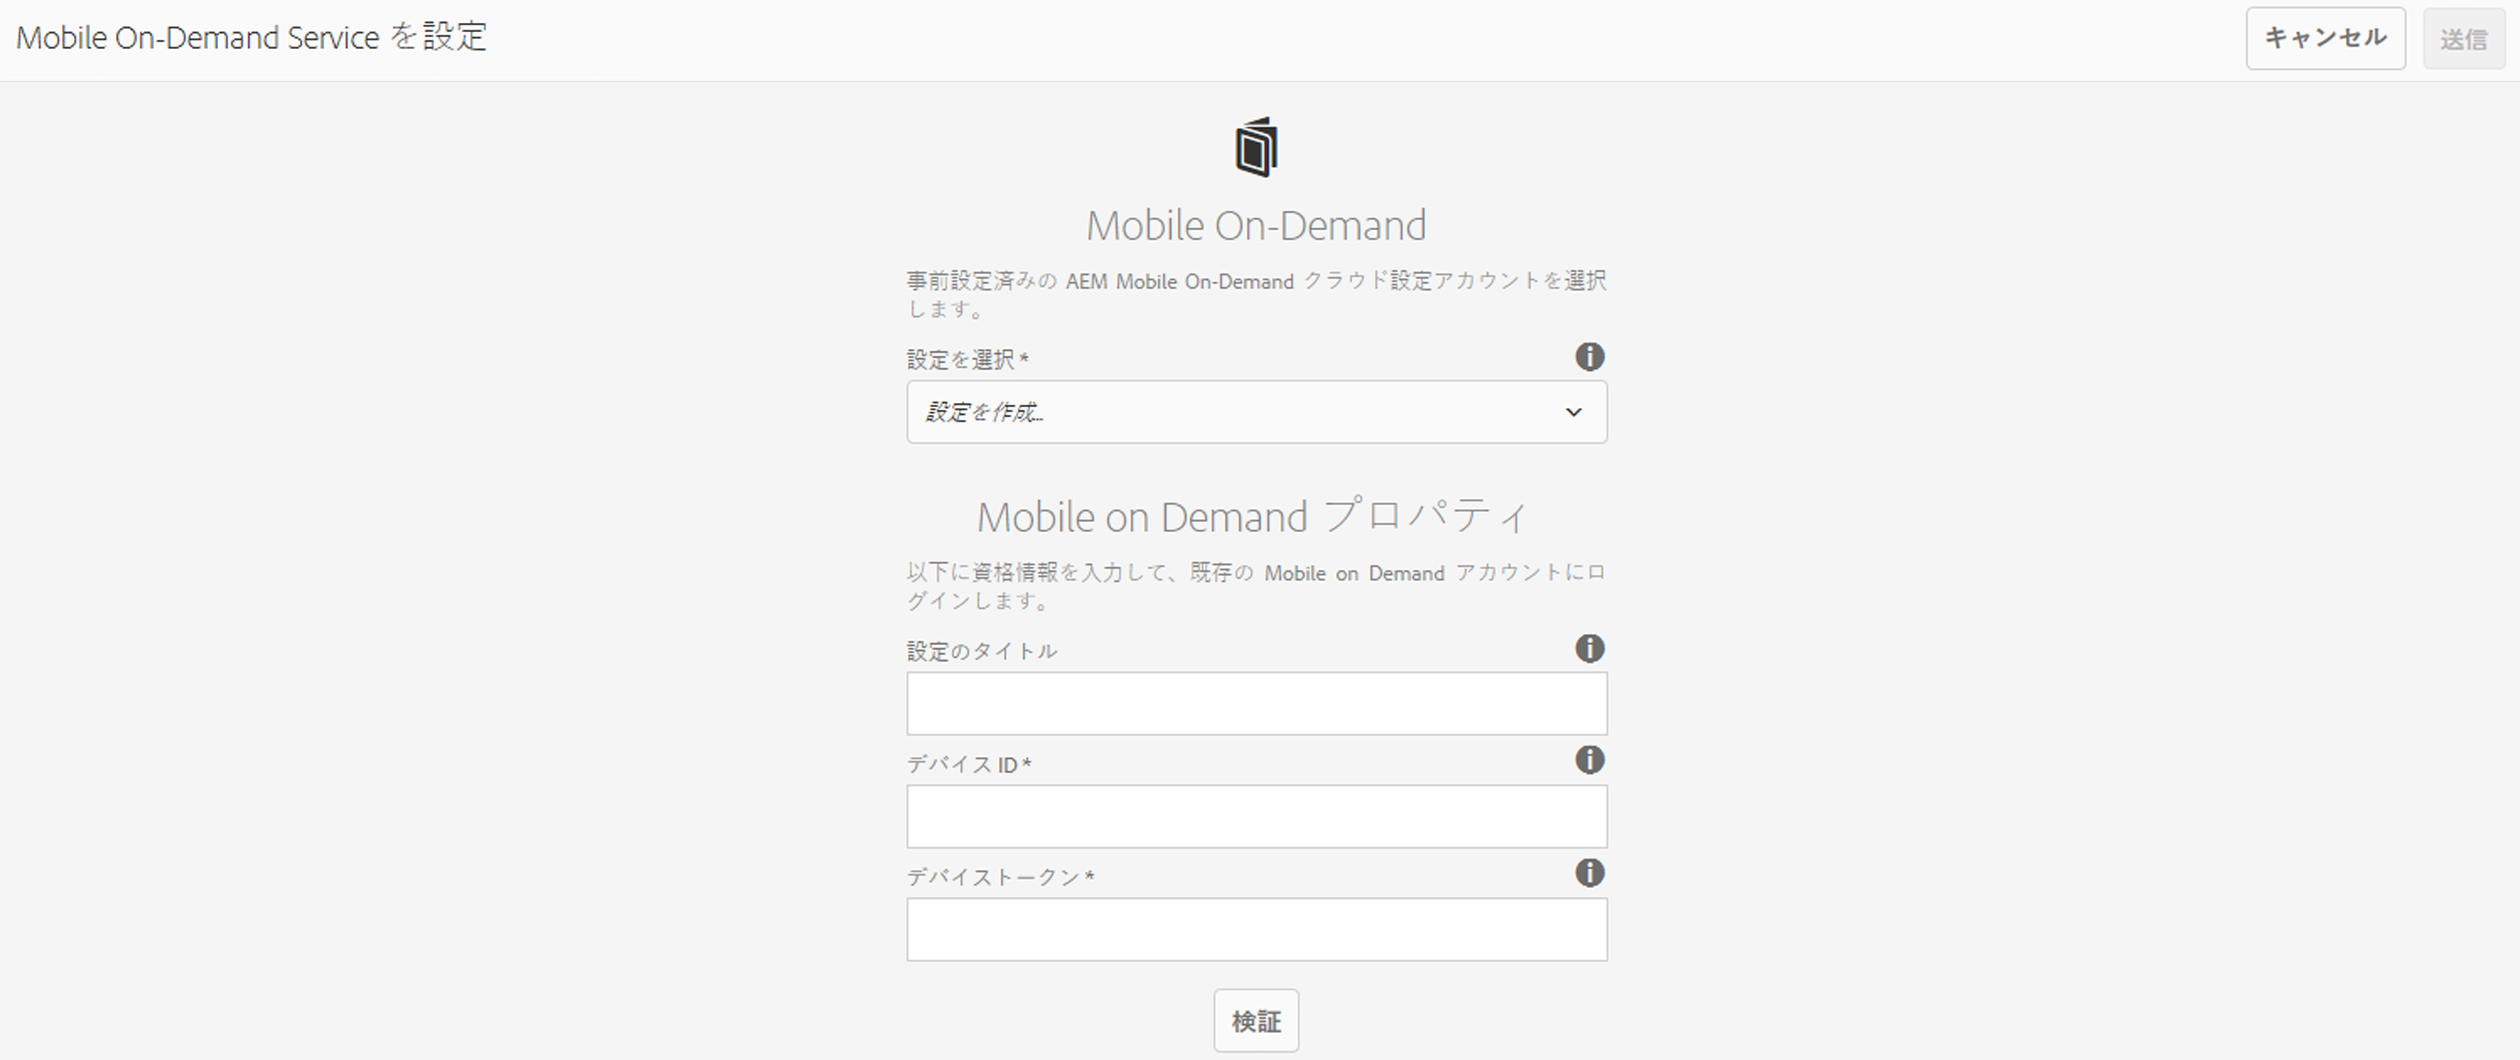 Mobile On-Demand Service を設定
キャンセル
送信
Mobile On-Demand
事前設定済みの AEM Mobile On-Demand クラウド設定アカウントを選択
します。
設定を選択 *
設定を作成...
Mobile on Demand プロパティ
以下に資格情報を入力して、既存の Mobile on Demand アカウントにロ
グインします。
設定のタイトル
デバイス ID *
デバイストークン *
検証